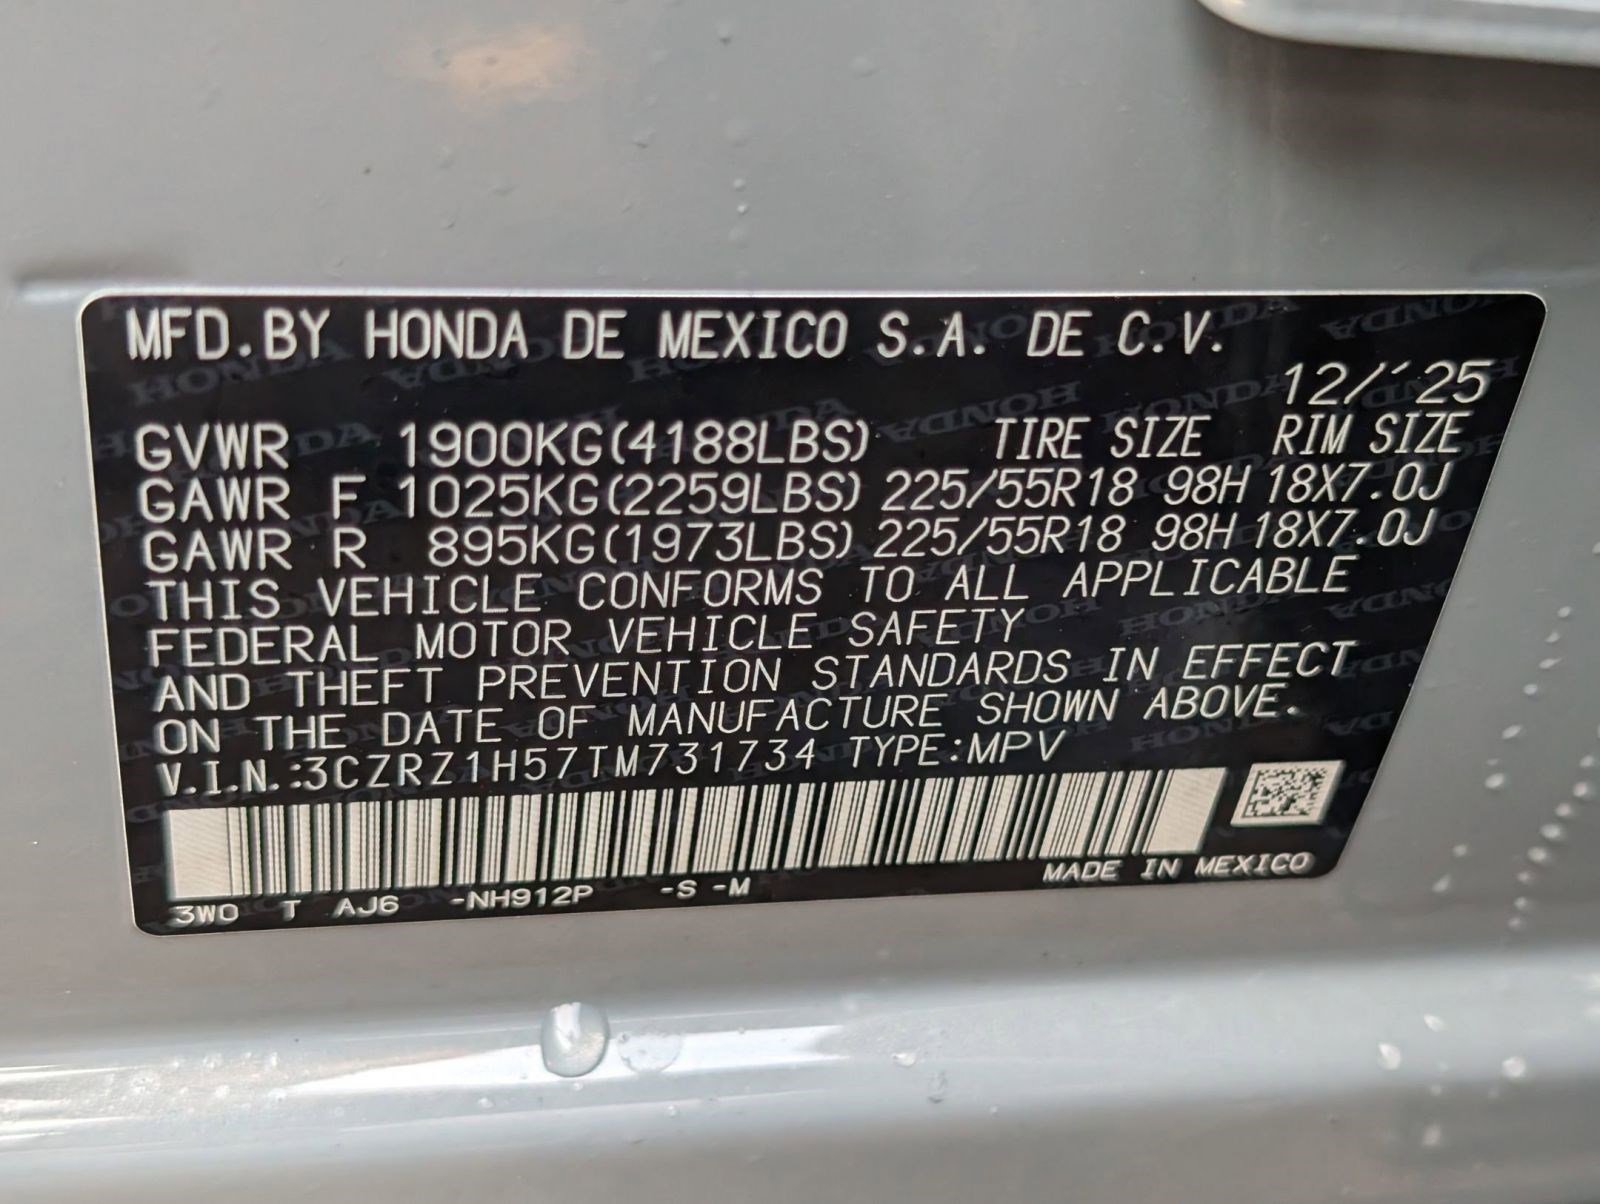 MFD.BY HONDA DE MEXICO S.A. DE C.V.
12/´25
GVWR 1900KG(4188LBS) TIRE SIZE RIM SIZE
GAWR F 1025KG(2259LBS) 225/55R18 98H 18X7.0J
GAWR R 895KG(1973LBS) 225/55R18 98H 18X7.0J
THIS VEHICLE CONFORMS TO ALL APPLICABLE
FEDERAL MOTOR VEHICLE SAFETY
AND THEFT PREVENTION STANDARDS IN EFFECT
ON THE DATE OF MANUFACTURE SHOWN ABOVE.
V.I.N.:3CZRZ1H57TM731734 TYPE:MPV
3W0 T AJ6 -NH912P -S -M MADE IN MEXICO